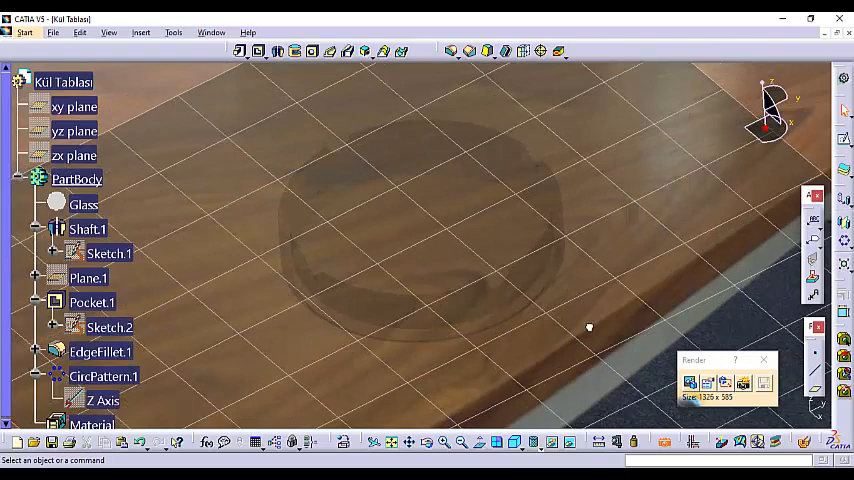 CATIA V5 - [Kül Tablası]
Start File Edit View Insert Tools Window Help
Kül Tablası
xy plane
yz plane
zx plane
PartBody
Glass
Shaft.1
Sketch.1
Plane.1
Pocket.1
Sketch.2
EdgeFillet.1
CircPattern.1
Z Axis
Material
z
y
x
Render ?
Size: 1326 x 585
Select an object or a command
CATIA